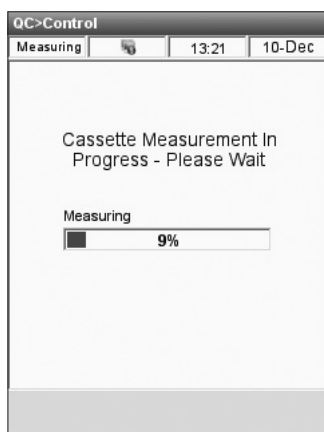 QC>Control
Measuring 13:21 10-Dec
Cassette Measurement In
Progress - Please Wait
Measuring
9%